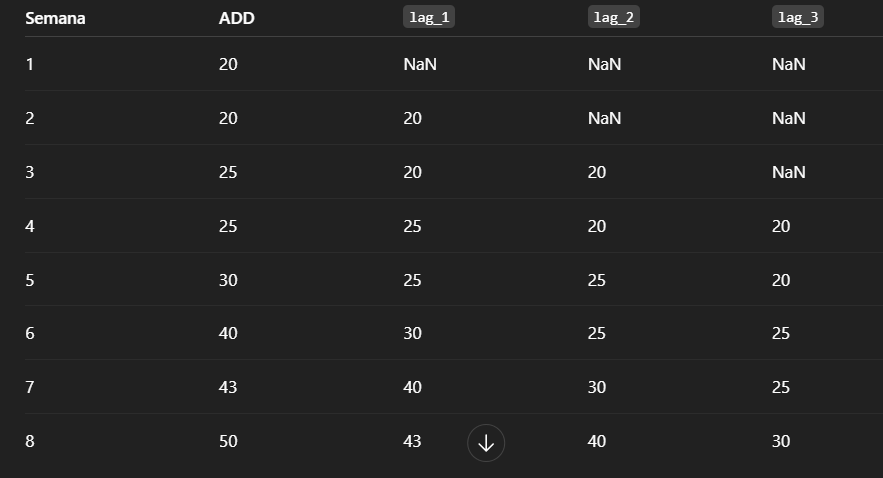 Semana ADD lag_1 lag_2 lag_3
1 20 NaN NaN NaN
2 20 20 NaN NaN
3 25 20 20 NaN
4 25 25 20 20
5 30 25 25 20
6 40 30 25 25
7 43 40 30 25
8 50 43 40 30